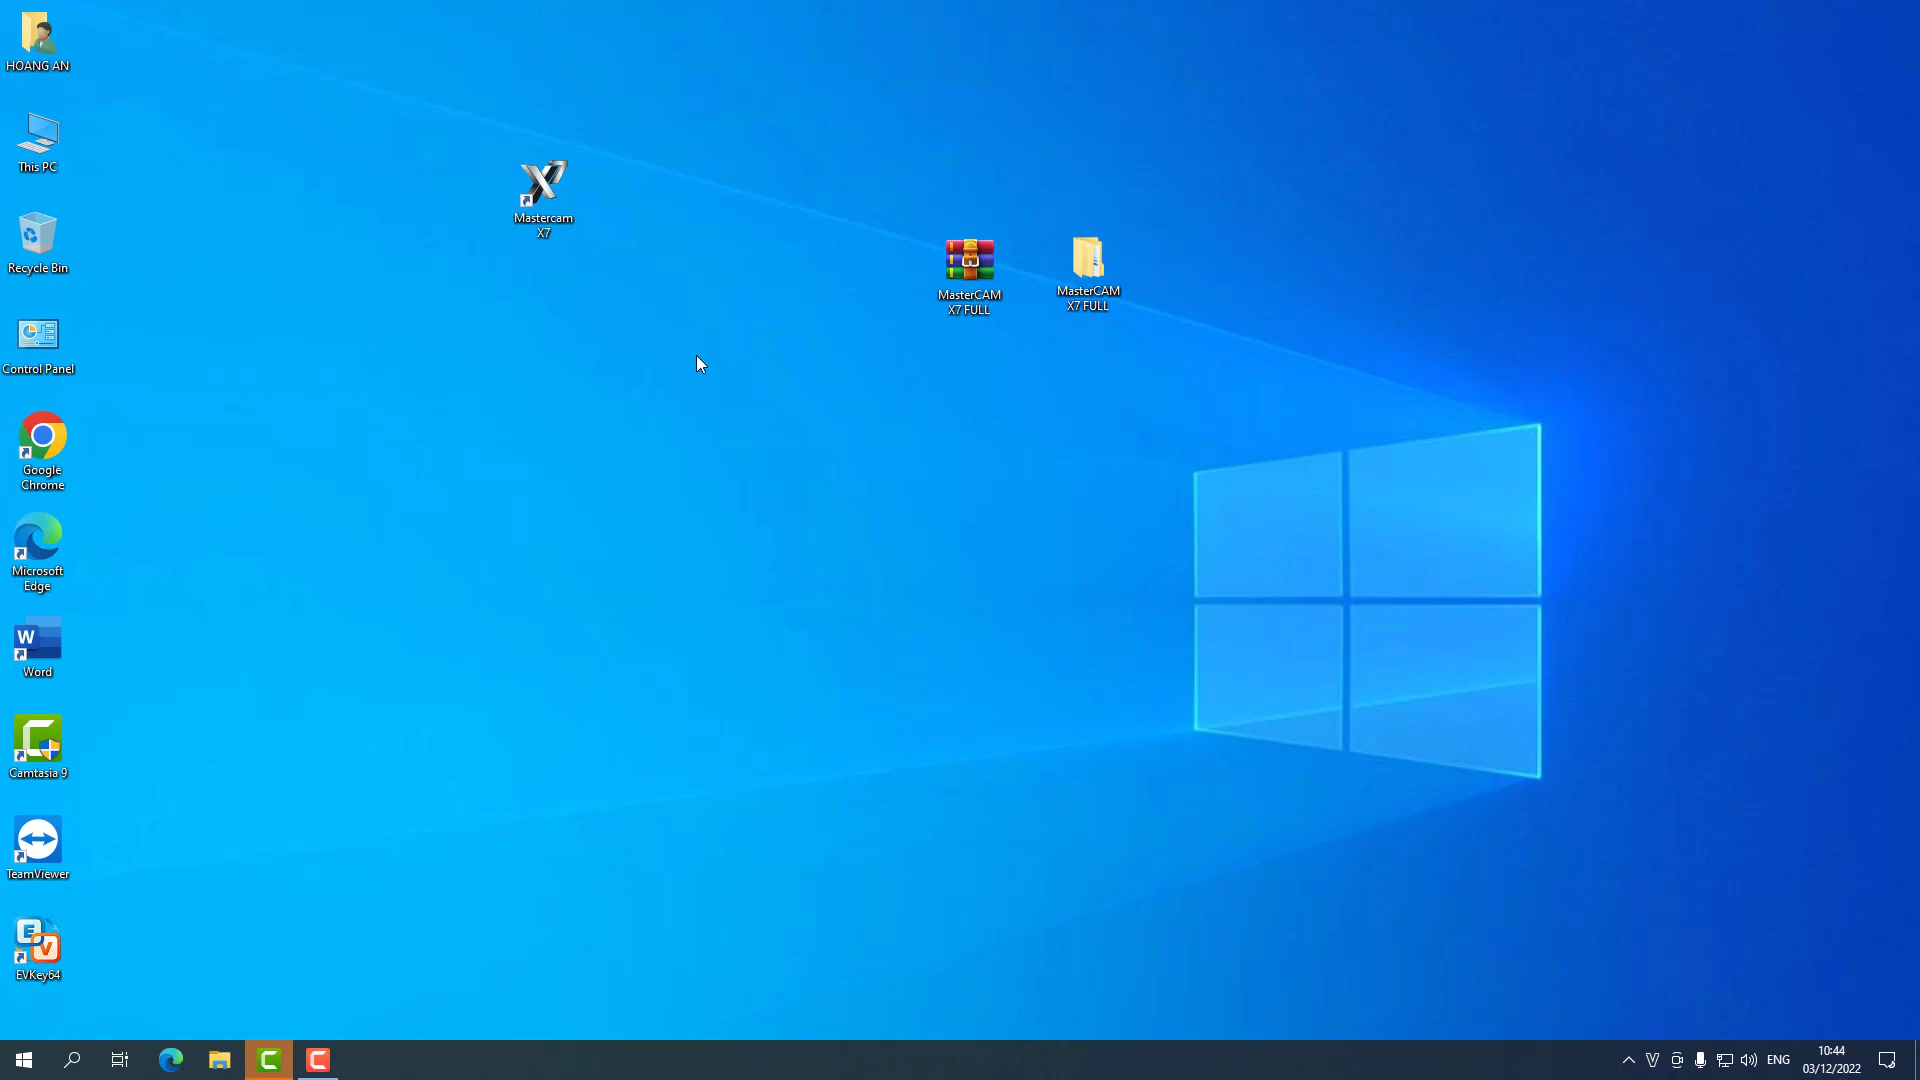 HOANG AN
This PC
Recycle Bin
Control Panel
Google
Chrome
Microsoft
Edge
Word
Camtasia 9
TeamViewer
EVKey64
Mastercam
X7
MasterCAM
X7 FULL
MasterCAM
X7 FULL
ENG
10:44
03/12/2022